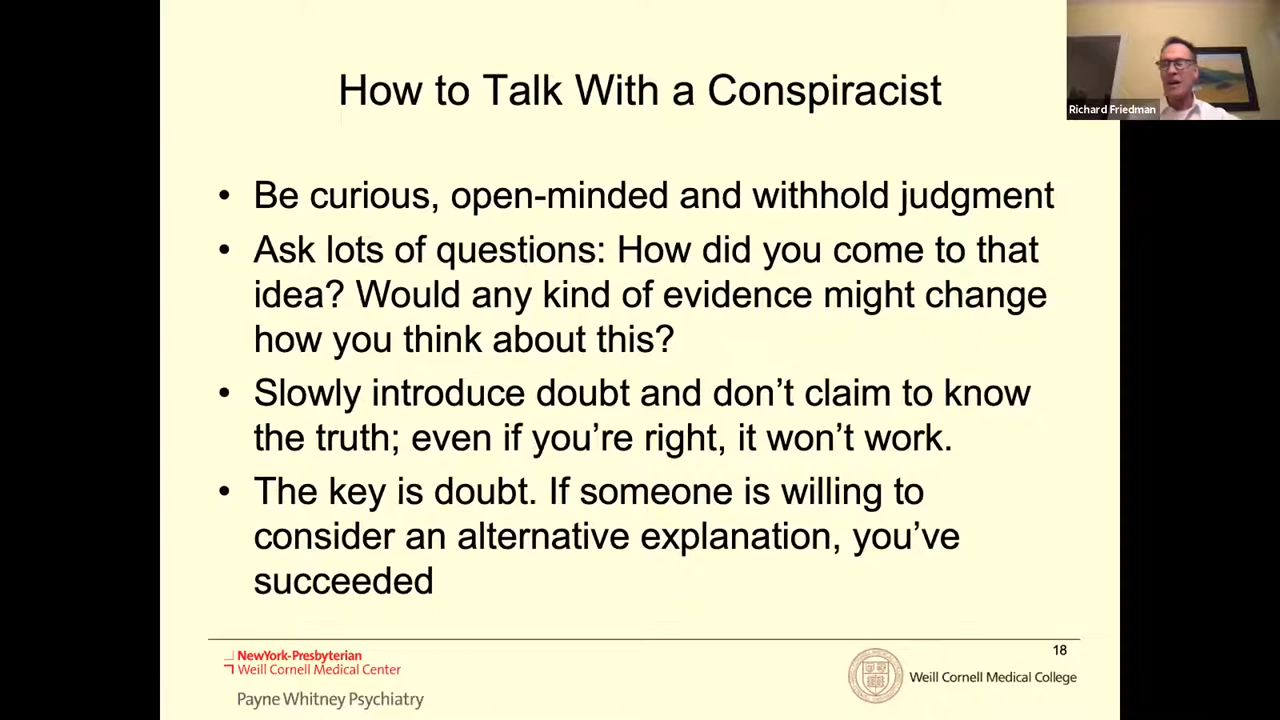 How to Talk With a Conspiracist
Richard Friedman
• Be curious, open-minded and withhold judgment
• Ask lots of questions: How did you come to that
idea? Would any kind of evidence might change
how you think about this?
• Slowly introduce doubt and don’t claim to know
the truth; even if you’re right, it won’t work.
• The key is doubt. If someone is willing to
consider an alternative explanation, you’ve
succeeded
18
NewYork-Presbyterian
Weill Cornell Medical Center
Payne Whitney Psychiatry
Weill Cornell Medical College